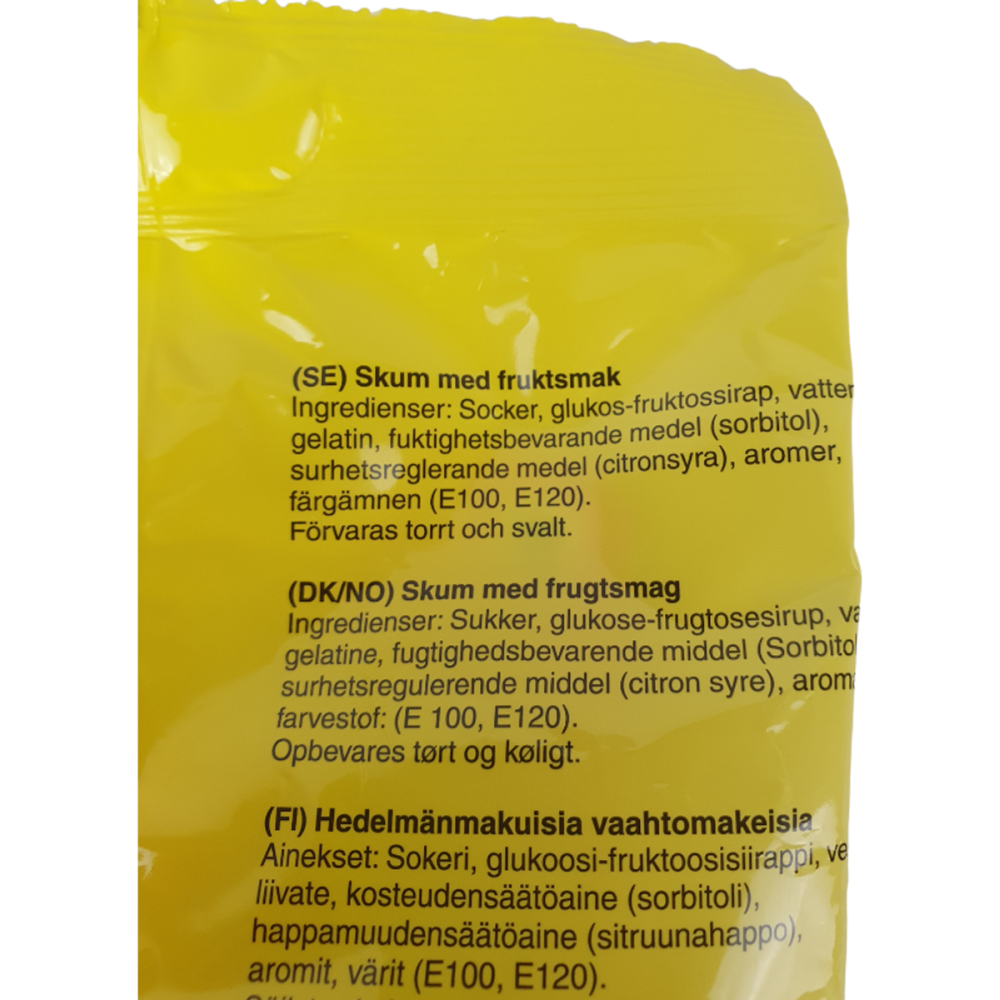 (SE) Skum med fruktsmak
Ingredienser: Socker, glukos-fruktossirap, vatten
gelatin, fuktighetsbevarande medel (sorbitol),
surhetsreglerande medel (citronsyra), aromer,
färgämnen (E100, E120).
Förvaras torrt och svalt.
(DK/NO) Skum med frugtsmag
Ingredienser: Sukker, glukose-frugtosesirup,
gelatine, fugtighedsbevarende middel (Sorbitol
surhetsregulerende middel (citron syre),
farvestof: (E 100, E120).
Opbevares tørt og køligt.
(FI) Hedelmänmakuisia vaahtomakeisia
Ainekset: Sokeri, glukoosi-fruktoosisiirappi,
liivate, kosteudensäätöaine (sorbitoli),
happamuudensäätöaine (sitruunahappo),
aromit, värit (E100, E120).